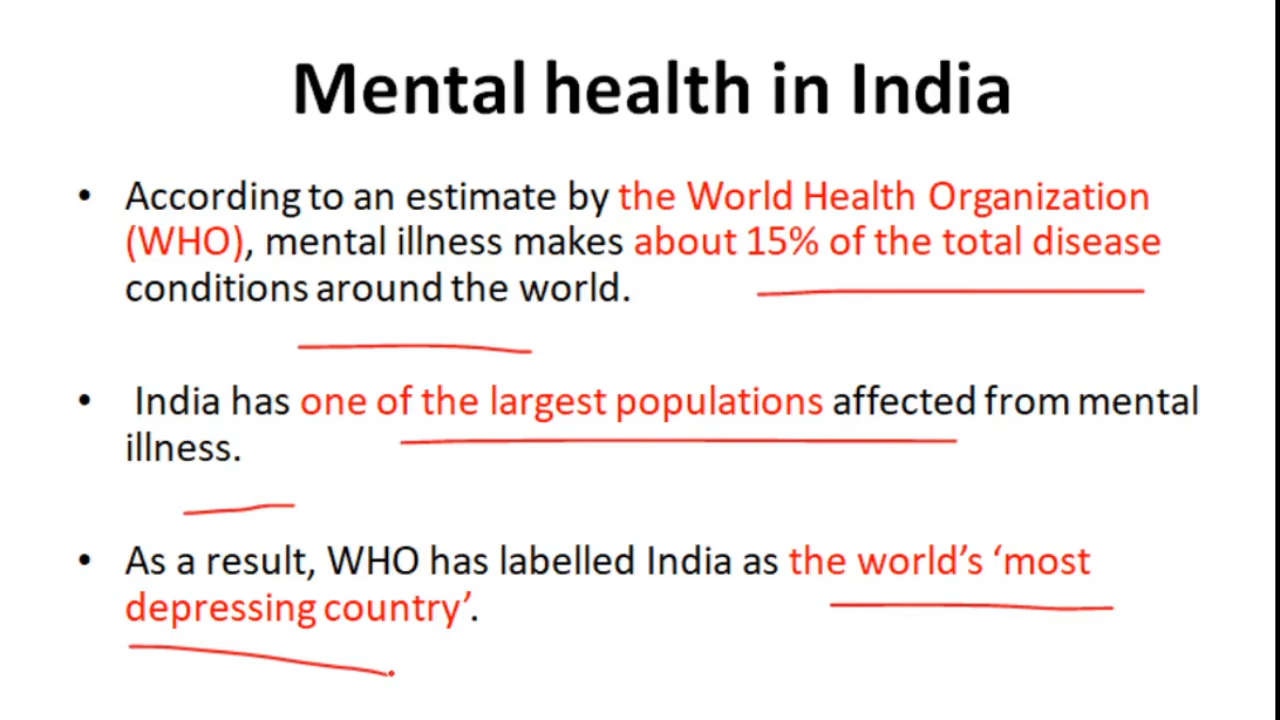 Mental health in India
• According to an estimate by the World Health Organization
(WHO), mental illness makes about 15% of the total disease
conditions around the world.
• India has one of the largest populations affected from mental
illness.
• As a result, WHO has labelled India as the world’s ‘most
depressing country’.